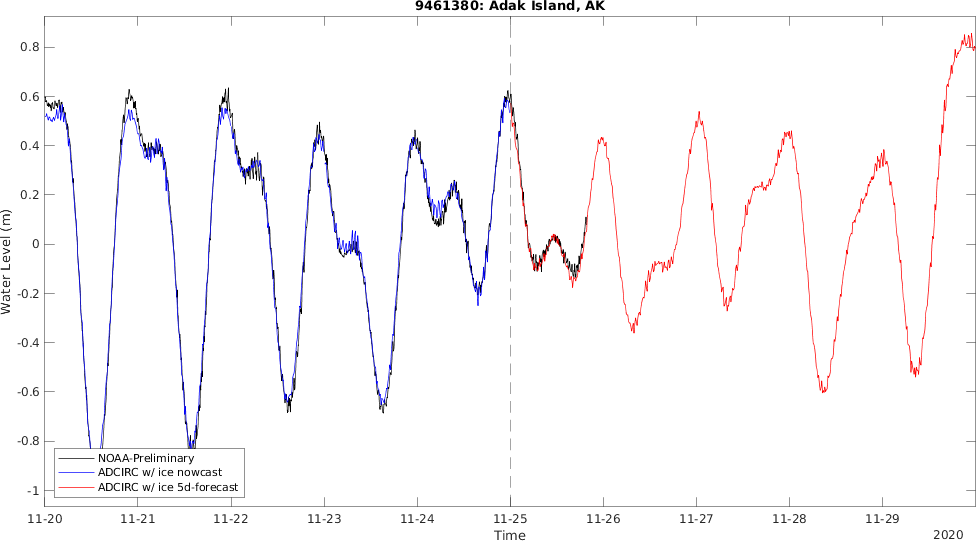 9461380: Adak Island, AK
Water Level (m)
0.8
0.6
0.4
0.2
0
-0.2
-0.4
-0.6
-0.8
-1
NOAA-Preliminary
ADCIRC w/ ice nowcast
ADCIRC w/ ice 5d-forecast
11-20 11-21 11-22 11-23 11-24 11-25 11-26 11-27 11-28 11-29
Time
2020